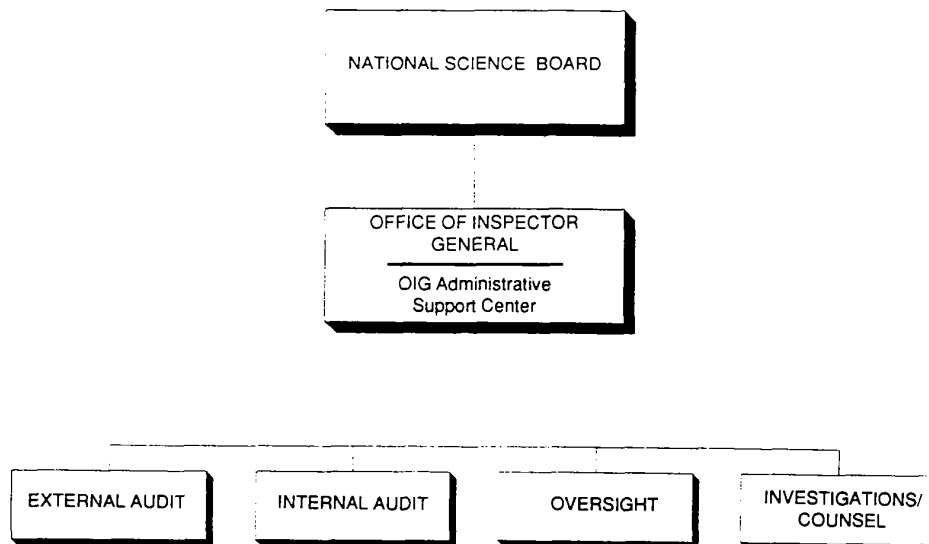 NATIONAL SCIENCE BOARD
OFFICE OF INSPECTOR
GENERAL
OIG Administrative
Support Center
EXTERNAL AUDIT
INTERNAL AUDIT
OVERSIGHT
INVESTIGATIONS/
COUNSEL